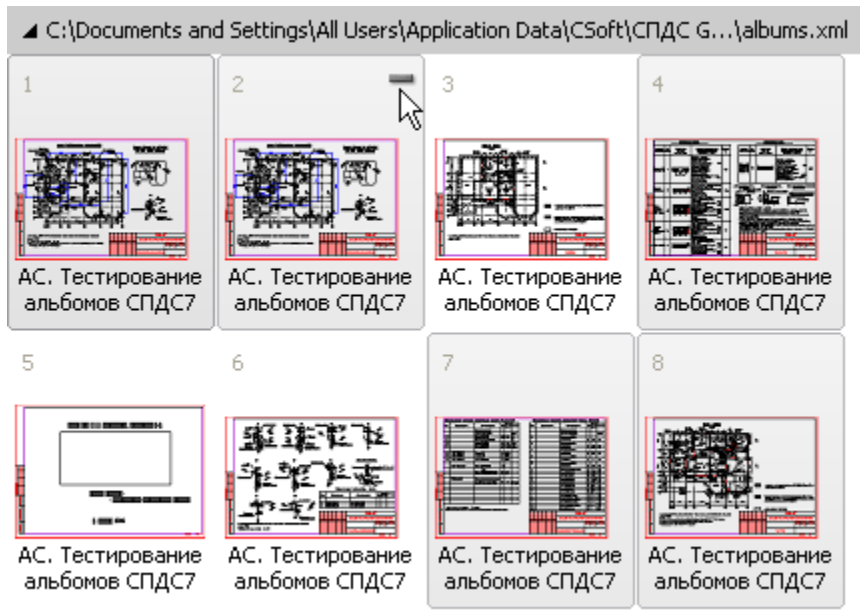 C:\Documents and Settings\All Users\Application Data\CSoft\СПДС G...\albums.xml
1
2
3
4
АС. Тестирование
альбомов СПДС7
АС. Тестирование
альбомов СПДС7
АС. Тестирование
альбомов СПДС7
АС. Тестирование
альбомов СПДС7
5
6
7
8
АС. Тестирование
альбомов СПДС7
АС. Тестирование
альбомов СПДС7
АС. Тестирование
альбомов СПДС7
АС. Тестирование
альбомов СПДС7